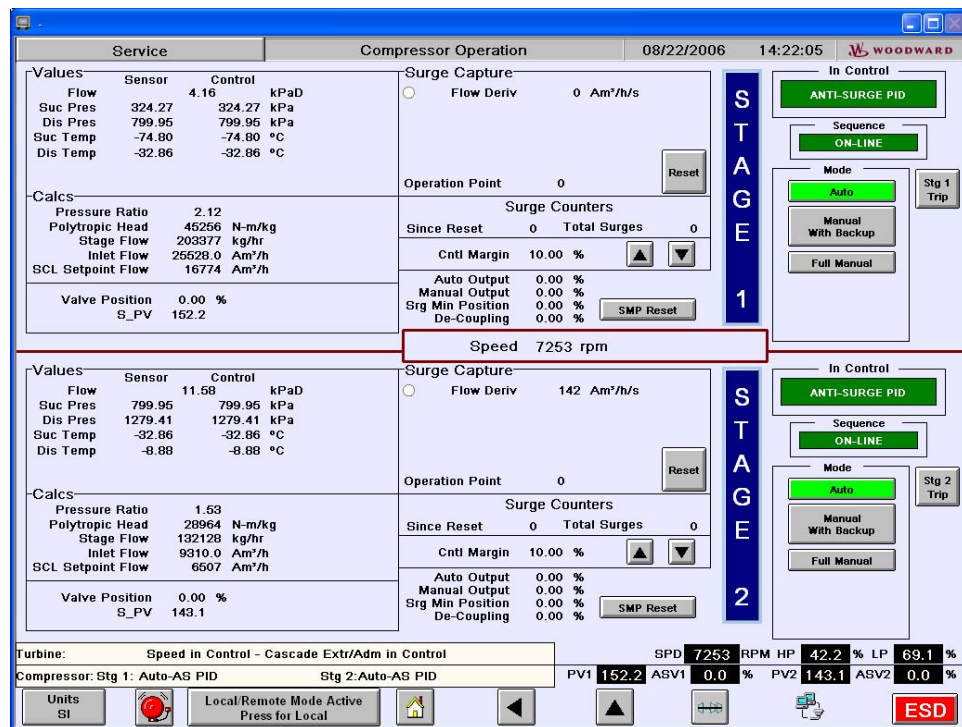 Service Compressor Operation 08/22/2006 14:22:05 WOODWARD
Values
Sensor Control
Flow 4.16 kPaD
Suc Pres 324.27 324.27 kPa
Dis Pres 799.95 799.95 kPa
Suc Temp -74.80 -74.80 ºC
Dis Temp -32.86 -32.86 ºC
Calcs
Pressure Ratio 2.12
Polytropic Head 45256 N-m/kg
Stage Flow 203377 kg/hr
Inlet Flow 25528.0 Am³/h
SCL Setpoint Flow 16774 Am³/h
Valve Position 0.00 %
S_PV 152.2
Surge Capture
Flow Deriv 0 Am³/h/s
Reset
Operation Point 0
Surge Counters
Since Reset 0 Total Surges 0
Cntl Margin 10.00 %
Auto Output 0.00 %
Manual Output 0.00 %
Srg Min Position 0.00 %
De-Coupling 0.00 %
SMP Reset
STAGE 1
In Control
ANTI-SURGE PID
Sequence
ON-LINE
Mode
Auto
Manual
With Backup
Full Manual
Stg 1
Trip
Speed 7253 rpm
Values
Sensor Control
Flow 11.58 kPaD
Suc Pres 799.95 799.95 kPa
Dis Pres 1279.41 1279.41 kPa
Suc Temp -32.86 -32.86 ºC
Dis Temp -8.88 -8.88 ºC
Calcs
Pressure Ratio 1.53
Polytropic Head 28964 N-m/kg
Stage Flow 132128 kg/hr
Inlet Flow 9310.0 Am³/h
SCL Setpoint Flow 6507 Am³/h
Valve Position 0.00 %
S_PV 143.1
Surge Capture
Flow Deriv 142 Am³/h/s
Reset
Operation Point 0
Surge Counters
Since Reset 0 Total Surges 0
Cntl Margin 10.00 %
Auto Output 0.00 %
Manual Output 0.00 %
Srg Min Position 0.00 %
De-Coupling 0.00 %
SMP Reset
STAGE 2
In Control
ANTI-SURGE PID
Sequence
ON-LINE
Mode
Auto
Manual
With Backup
Full Manual
Stg 2
Trip
Turbine: Speed in Control - Cascade Extr/Adm in Control SPD 7253 RPM HP 42.2 % LP 69.1 %
Compressor: Stg 1: Auto-AS PID Stg 2:Auto-AS PID PV1 152.2 ASV1 0.0 % PV2 143.1 ASV2 0.0 %
Units
SI
Local/Remote Mode Active
Press for Local
ESD